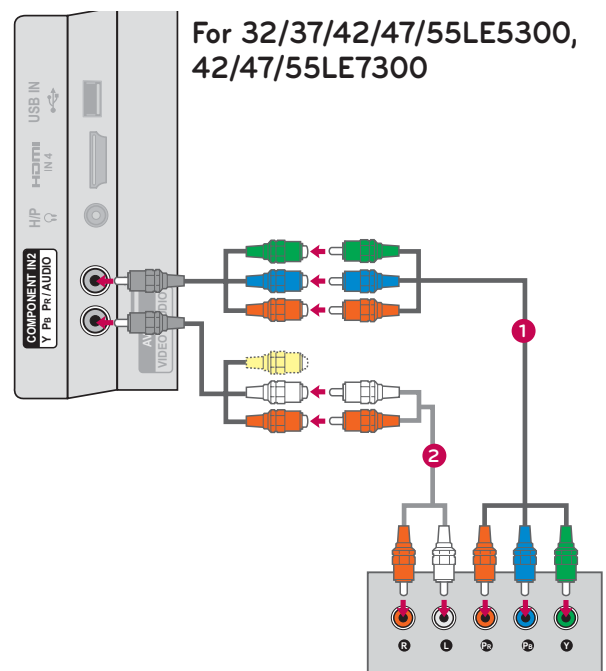 For 32/37/42/47/55LE5300,
42/47/55LE7300
USB IN
HDMI
IN 4
H/P
COMPONENT IN2
Y PB PR / AUDIO
AV
VIDEO
1
2
R
L
PR
PB
Y